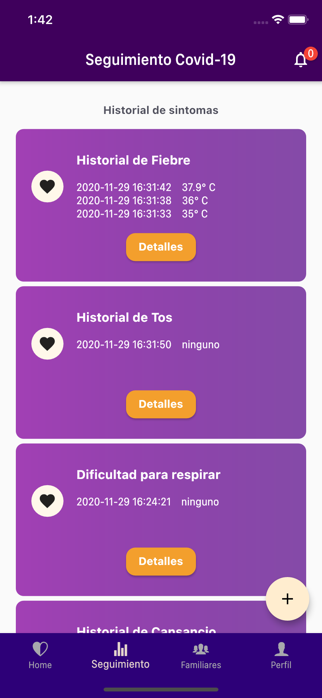 1:42
Seguimiento Covid-19
0
Historial de sintomas
Historial de Fiebre
2020-11-29 16:31:42 37.9° C
2020-11-29 16:31:38 36° C
2020-11-29 16:31:33 35° C
Detalles
Historial de Tos
2020-11-29 16:31:50 ninguno
Detalles
Dificultad para respirar
2020-11-29 16:24:21 ninguno
Detalles
+
Historial de Cansancio
Home
Seguimiento
Familiares
Perfil